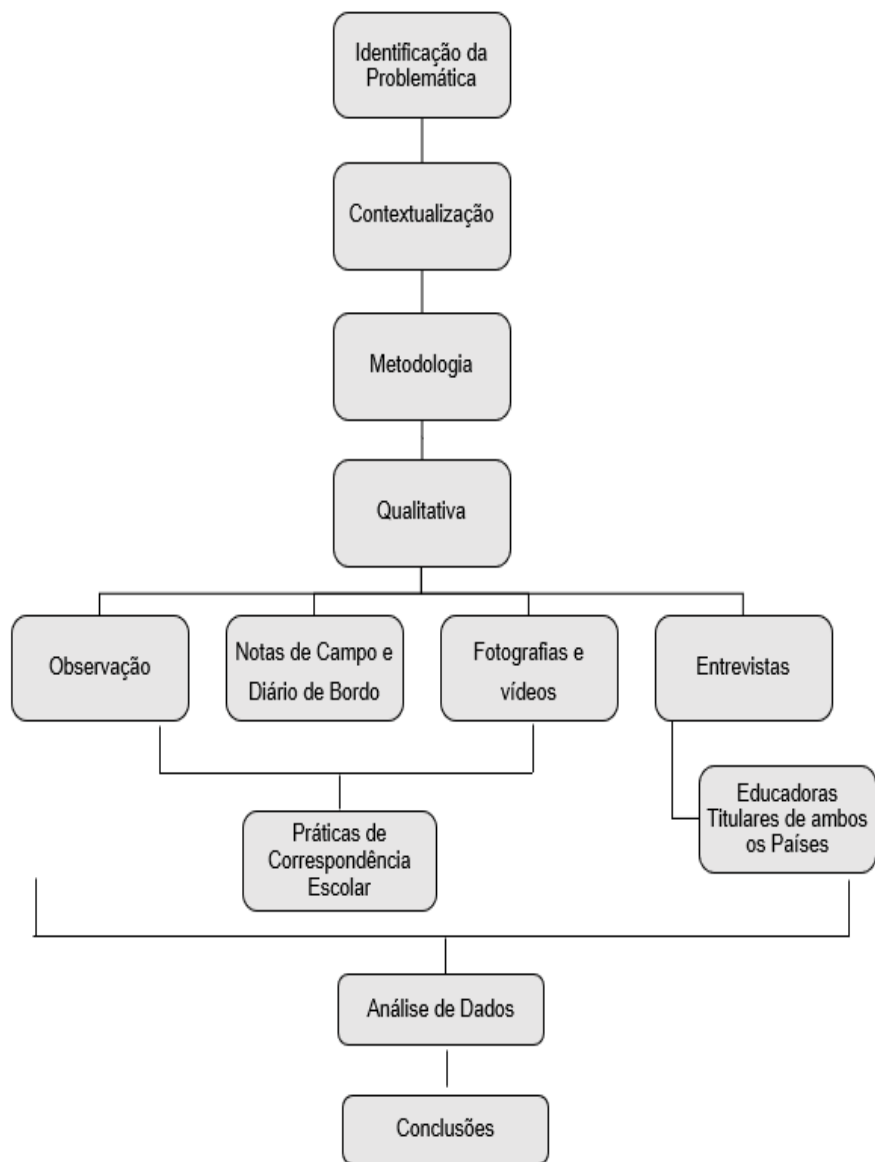 Identificação da
Problemática
Contextualização
Metodologia
Qualitativa
Observação
Notas de Campo e
Diário de Bordo
Fotografias e
vídeos
Entrevistas
Educadoras
Titulares de ambos
os Países
Práticas de
Correspondência
Escolar
Análise de Dados
Conclusões